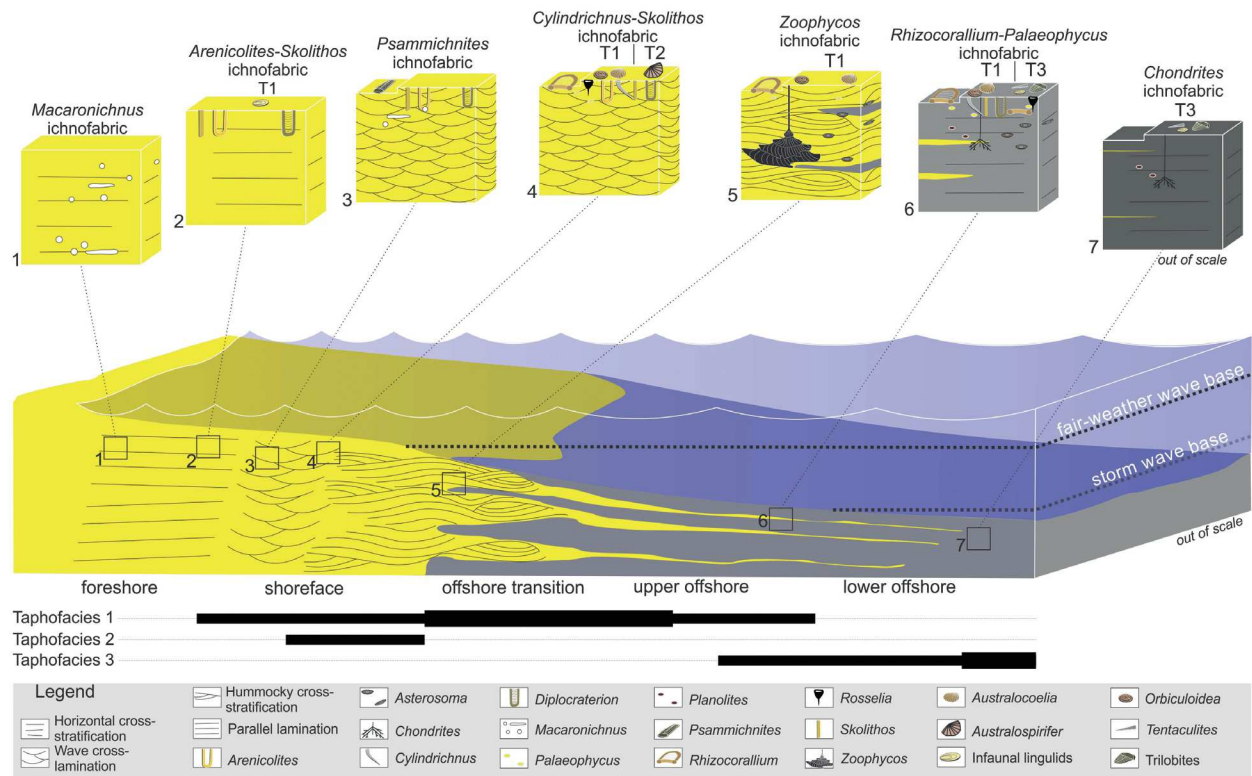 Macaronichnus
ichnofabric
1
Arenicolites-Skolithos
ichnofabric
T1
2
Psammichnites
ichnofabric
3
Cylindrichnus-Skolithos
ichnofabric
T1 T2
4
Zoophycos
ichnofabric
T1
5
Rhizocorallium-Palaeophycus
ichnofabric
T1 T3
6
Chondrites
ichnofabric
T3
7
out of scale
fair-weather wave base
storm wave base
1
2
3
4
5
6
7
out of scale
foreshore
shoreface
offshore transition
upper offshore
lower offshore
Taphofacies 1
Taphofacies 2
Taphofacies 3
Legend
Horizontal cross-
stratification
Wave cross-
lamination
Hummocky cross-
stratification
Parallel lamination
Arenicolites
Asterosoma
Chondrites
Cylindrichnus
Diplocraterion
Macaronichnus
Palaeophycus
Planolites
Psammichnites
Rhizocorallium
Rosselia
Skolithos
Zoophycos
Australocoelia
Australospirifer
Infaunal lingulids
Orbiculoidea
Tentaculites
Trilobites